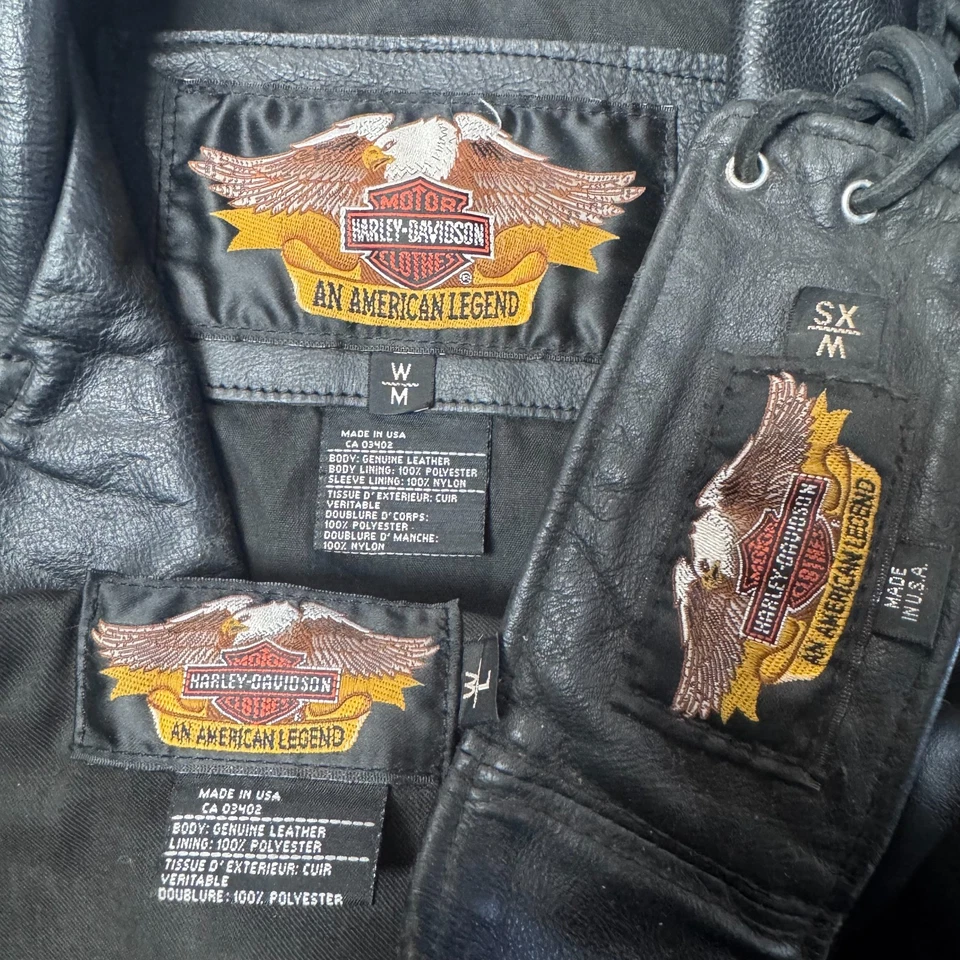 MOTOR
HARLEY-DAVIDSON
CLOTHES
®
AN AMERICAN LEGEND
W
M
MADE IN USA
CA 03402
BODY: GENUINE LEATHER
BODY LINING: 100% POLYESTER
SLEEVE LINING: 100% NYLON
TISSUE D'EXTERIEUR: CUIR
VERITABLE
DOUBLURE D'CORPS:
100% POLYESTER
DOUBLURE D'MANCHE:
100% NYLON
W
XS
MOTOR
HARLEY-DAVIDSON
CLOTHES
AN AMERICAN LEGEND
MADE
IN U.S.A.
MOTOR
HARLEY-DAVIDSON
CLOTHES
AN AMERICAN LEGEND
W
L
MADE IN USA
CA 03402
BODY: GENUINE LEATHER
LINING: 100% POLYESTER
TISSUE D'EXTERIEUR: CUIR
VERITABLE
DOUBLURE: 100% POLYESTER